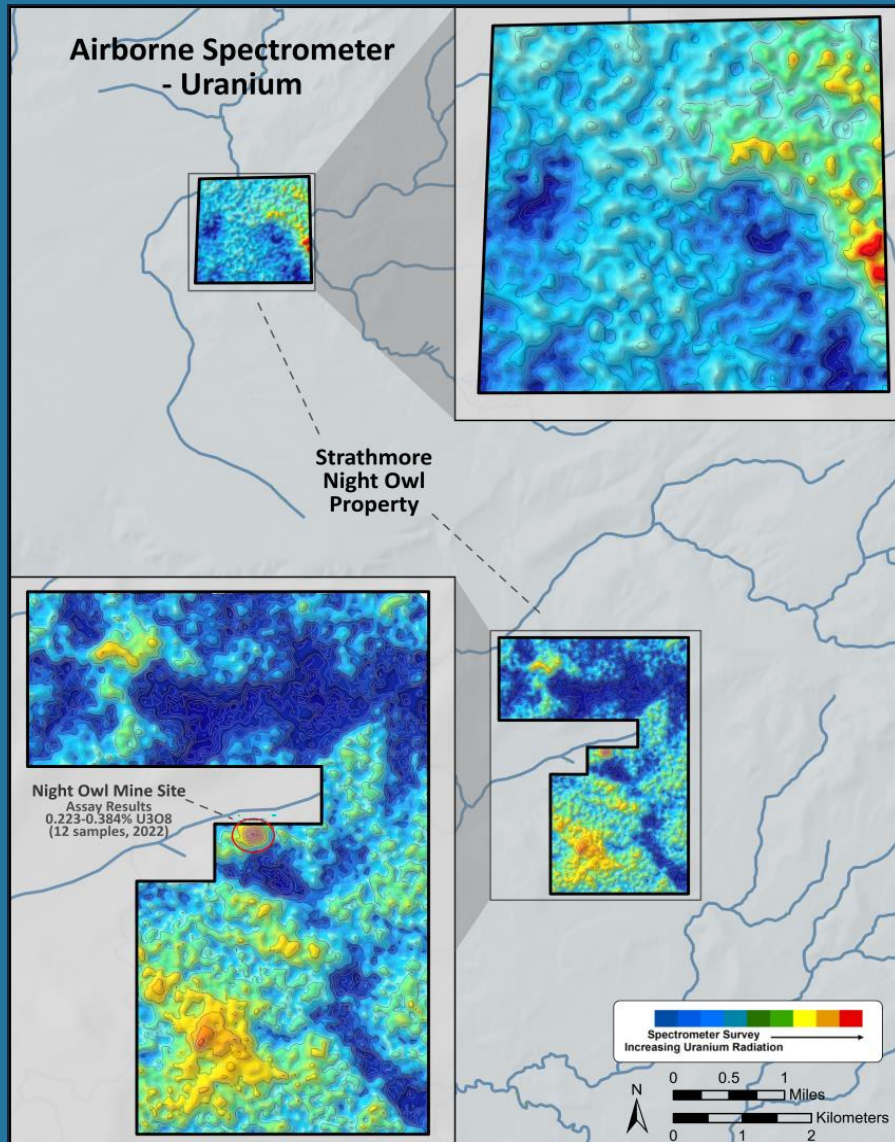 Airborne Spectrometer
- Uranium
Strathmore
Night Owl
Property
Night Owl Mine Site
Assay Results
0.223-0.384% U3O8
(12 samples, 2022)
Spectrometer Survey
Increasing Uranium Radiation
N
0 0.5 1
Miles
Kilometers
0 1 2